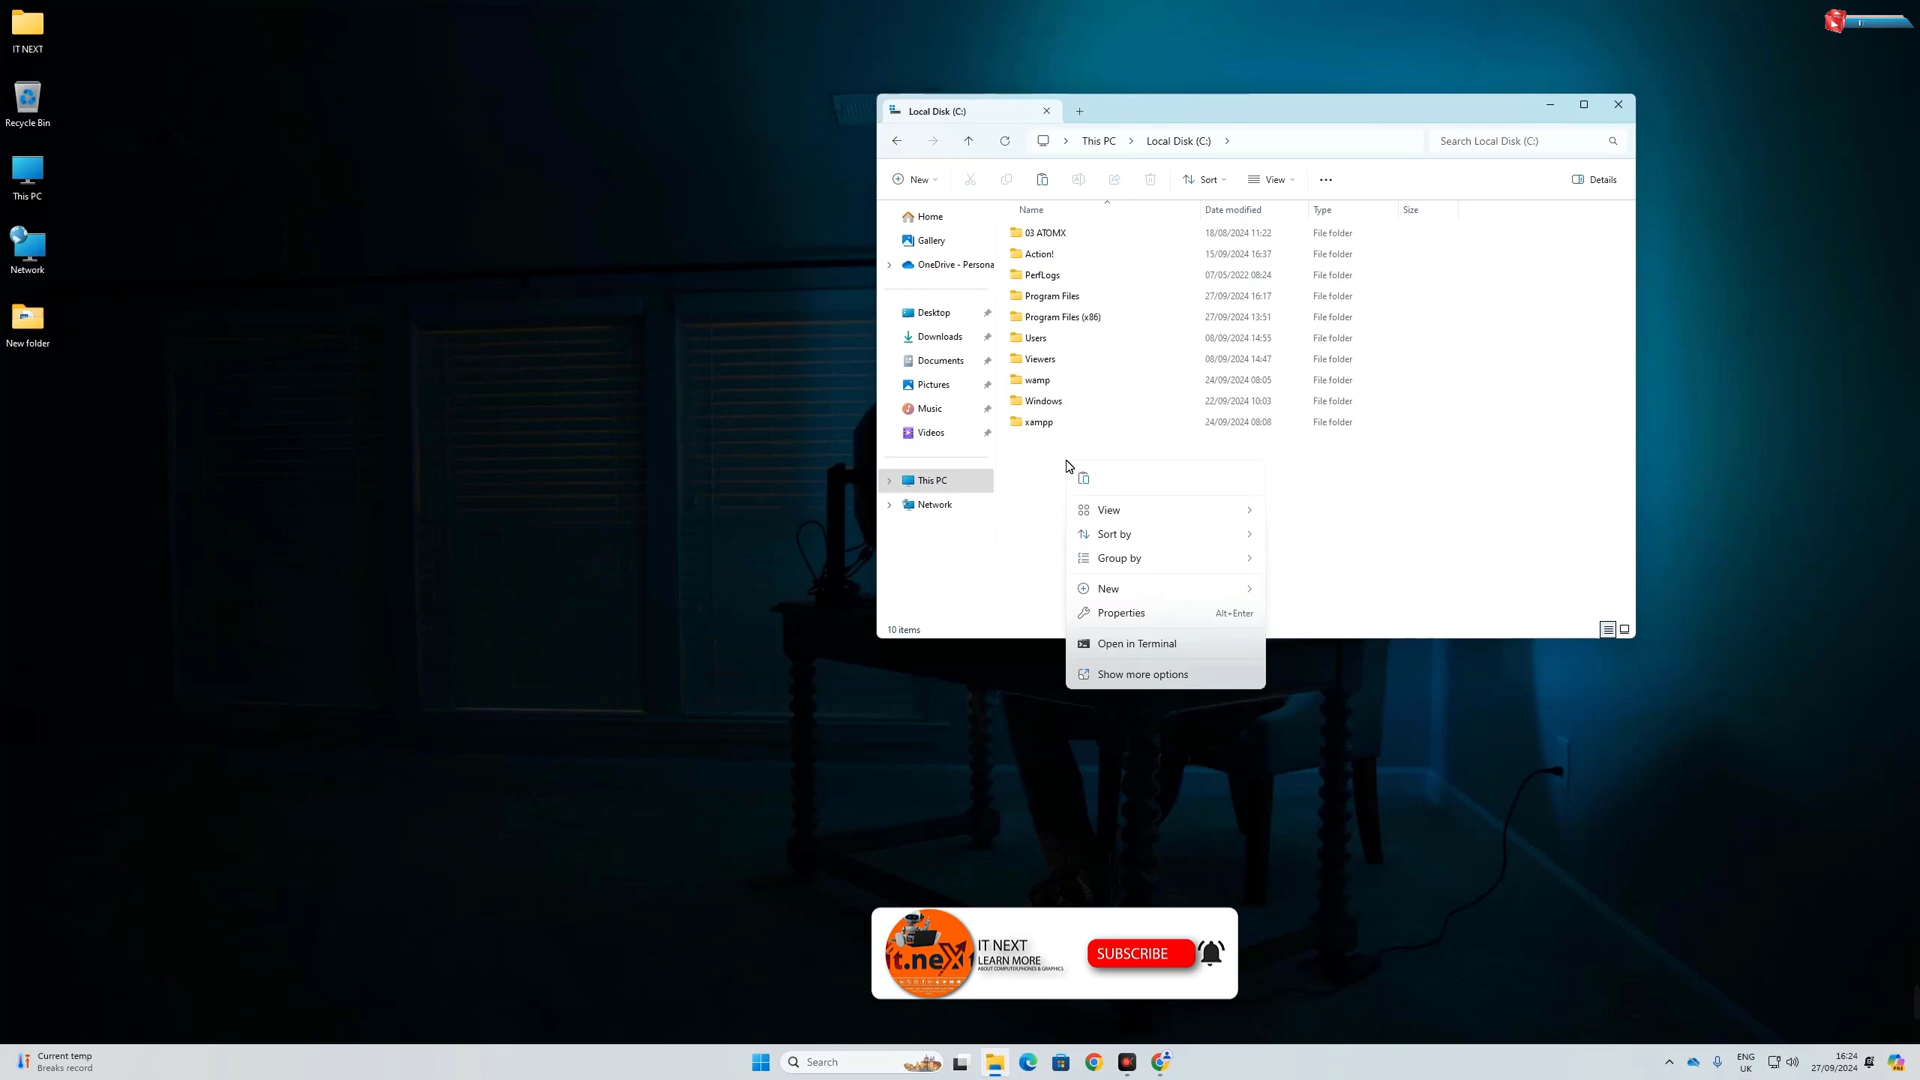 IT NEXT
Recycle Bin
This PC
Network
New folder
Local Disk (C:)
This PC
Local Disk (C:)
Search Local Disk (C:)
New
Sort
View
Details
Home
Gallery
OneDrive - Persona
Desktop
Downloads
Documents
Pictures
Music
Videos
This PC
Network
Name Date modified Type Size
03 ATOMX 18/08/2024 11:22 File folder
Action! 15/09/2024 16:37 File folder
PerfLogs 07/05/2022 08:24 File folder
Program Files 27/09/2024 16:17 File folder
Program Files (x86) 27/09/2024 13:51 File folder
Users 08/09/2024 14:55 File folder
Viewers 08/09/2024 14:47 File folder
wamp 24/09/2024 08:05 File folder
Windows 22/09/2024 10:03 File folder
xampp 24/09/2024 08:08 File folder
View
Sort by
Group by
New
Properties Alt+Enter
Open in Terminal
Show more options
10 items
it.neXt
IT NEXT
LEARN MORE
ABOUT COMPUTER,PHONES & GRAPHICS
SUBSCRIBE
Current temp
Breaks record
Search
ENG
UK
16:24
27/09/2024
PRE